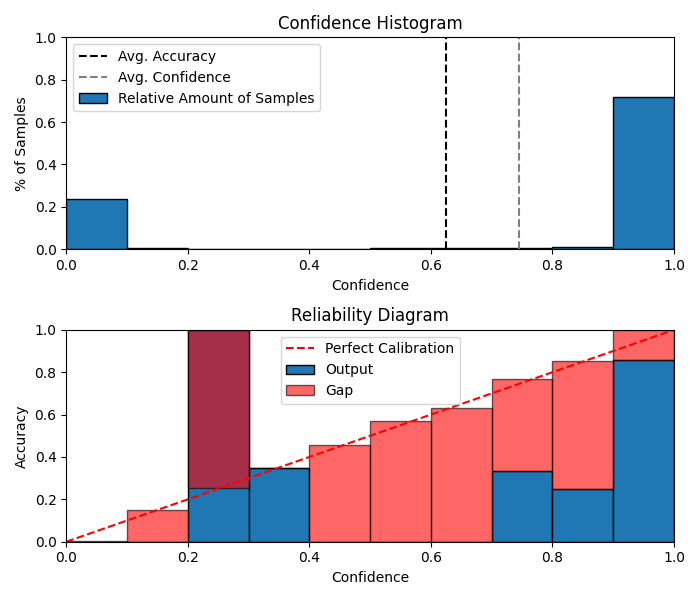 Confidence Histogram
1.0
0.8
0.6
0.4
0.2
0.0
% of Samples
Avg. Accuracy
Avg. Confidence
Relative Amount of Samples
0.0 0.2 0.4 0.6 0.8 1.0
Confidence
Reliability Diagram
1.0
0.8
0.6
0.4
0.2
0.0
Accuracy
Perfect Calibration
Output
Gap
0.0 0.2 0.4 0.6 0.8 1.0
Confidence